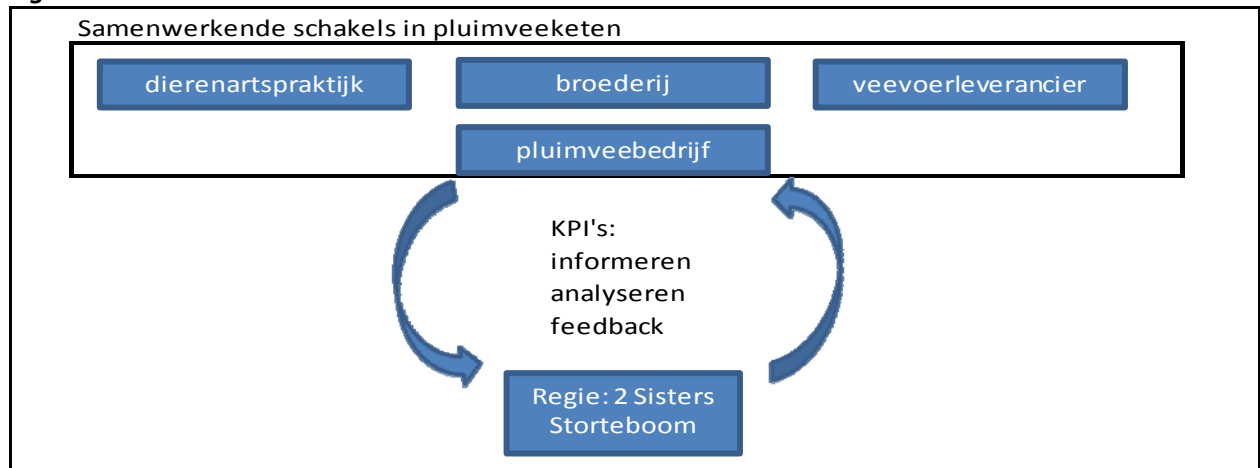 Samenwerkende schakels in pluimveeketen
dierenartspraktijk
broederij
veevoerleverancier
pluimveebedrijf
KPI's:
informeren
analyseren
feedback
Regie: 2 Sisters
Storteboom